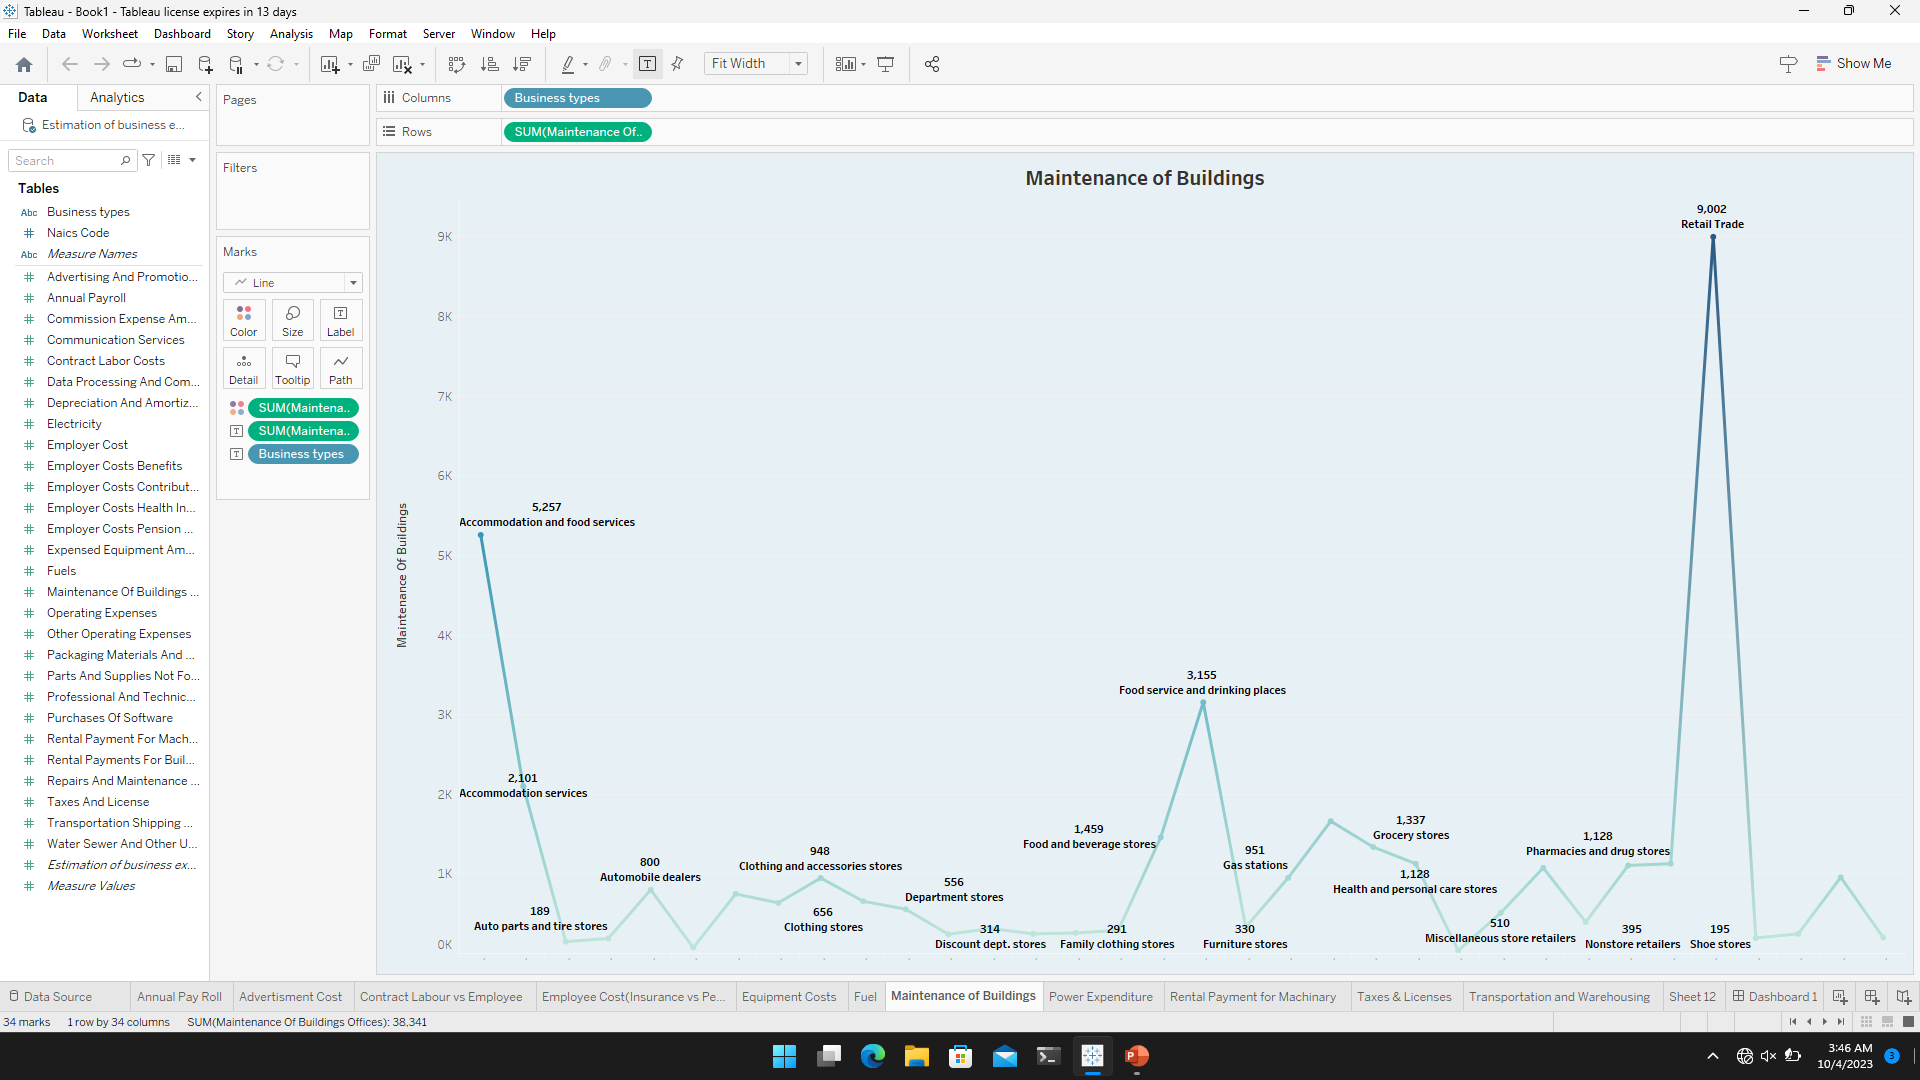 Tableau - Book1 - Tableau license expires in 13 days
File Data Worksheet Dashboard Story Analysis Map Format Server Window Help
Fit Width
Show Me
Data Analytics
Estimation of business e...
Search
Tables
Abc Business types
# Naics Code
Abc Measure Names
# Advertising And Promotio...
# Annual Payroll
# Commission Expense Am...
# Communication Services
# Contract Labor Costs
# Data Processing And Com...
# Depreciation And Amortiz...
# Electricity
# Employer Cost
# Employer Costs Benefits
# Employer Costs Contribut...
# Employer Costs Health In...
# Employer Costs Pension ...
# Expensed Equipment Am...
# Fuels
# Maintenance Of Buildings ...
# Operating Expenses
# Other Operating Expenses
# Packaging Materials And ...
# Parts And Supplies Not Fo...
# Professional And Technic...
# Purchases Of Software
# Rental Payment For Mach...
# Rental Payments For Buil...
# Repairs And Maintenance ...
# Taxes And License
# Transportation Shipping ...
# Water Sewer And Other U...
# Estimation of business ex...
# Measure Values
Pages
Filters
Marks
Line
Color Size Label
Detail Tooltip Path
SUM(Maintena..
SUM(Maintena..
Business types
Columns Business types
Rows SUM(Maintenance Of..
Maintenance of Buildings
Maintenance Of Buildings
9K
8K
7K
6K
5K
4K
3K
2K
1K
0K
9,002
Retail Trade
5,257
Accommodation and food services
3,155
Food service and drinking places
2,101
Accommodation services
1,459
Food and beverage stores
1,337
Grocery stores
1,128
Pharmacies and drug stores
800
Automobile dealers
948
Clothing and accessories stores
951
Gas stations
1,128
Health and personal care stores
556
Department stores
189
Auto parts and tire stores
656
Clothing stores
314
Discount dept. stores
291
Family clothing stores
330
Furniture stores
510
Miscellaneous store retailers
395
Nonstore retailers
195
Shoe stores
Data Source Annual Pay Roll Advertisment Cost Contract Labour vs Employee Employee Cost(Insurance vs Pe... Equipment Costs Fuel Maintenance of Buildings Power Expenditure Rental Payment for Machinary Taxes & Licenses Transportation and Warehousing Sheet 12 Dashboard 1
34 marks 1 row by 34 columns SUM(Maintenance Of Buildings Offices): 38,341
3:46 AM
10/4/2023
3